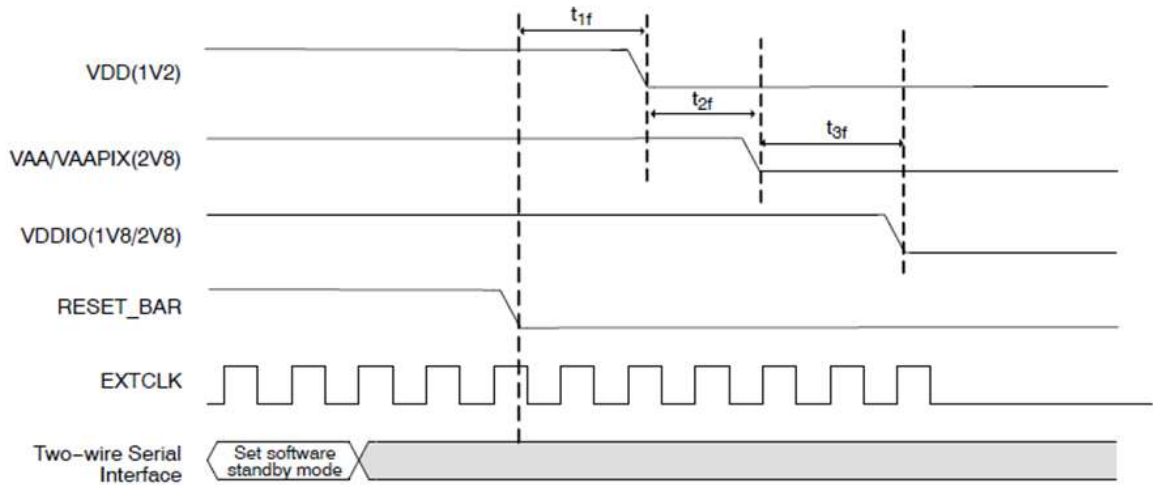 t1f
VDD(1V2)
t2f
t3f
VAA/VAAPIX(2V8)
VDDIO(1V8/2V8)
RESET_BAR
EXTCLK
Two−wire Serial
Interface
Set software
standby mode